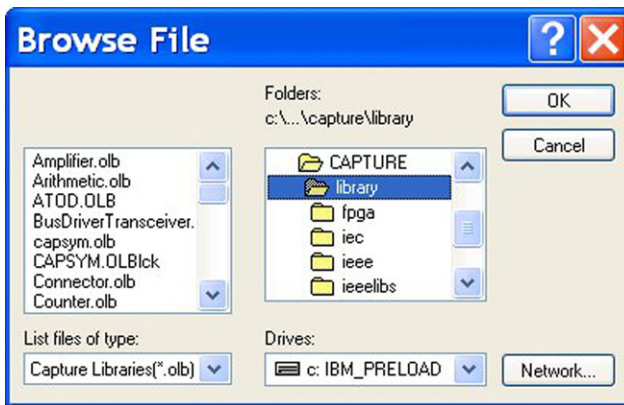 Browse File
Folders:
c:\...\capture\library
OK
Cancel
Amplifier.olb
Arithmetic.olb
ATOD.OLB
BusDriverTransceiver.
capsym.olb
CAPSYM.OLBlck
Connector.olb
Counter.olb
CAPTURE
library
fpga
iec
ieee
ieeelibs
List files of type:
Capture Libraries(*.olb)
Drives:
c: IBM_PRELOAD
Network...